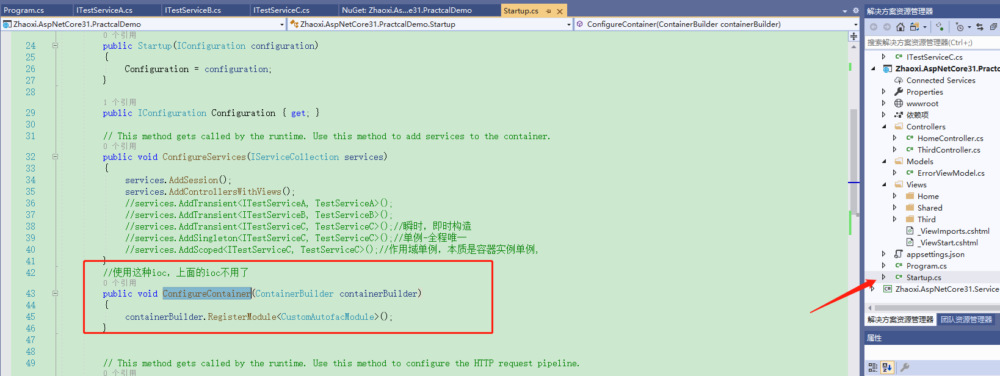 Program.cs
ITestServiceA.cs
ITestServiceB.cs
ITestServiceC.cs
NuGet: Zhaoxi.As...e31.PractcalDemo
Startup.cs
Zhaoxi.AspNetCore31.PractcalDemo
Zhaoxi.AspNetCore31.PractcalDemo.Startup
ConfigureContainer(ContainerBuilder containerBuilder)
0 个引用
24 public Startup(IConfiguration configuration)
25 {
26 Configuration = configuration;
27 }
28
1 个引用
29 public IConfiguration Configuration { get; }
30
31 // This method gets called by the runtime. Use this method to add services to the container.
0 个引用
32 public void ConfigureServices(IServiceCollection services)
33 {
34 services.AddSession();
35 services.AddControllersWithViews();
36 //services.AddTransient<ITestServiceA, TestServiceA>();
37 //services.AddTransient<ITestServiceB, TestServiceB>();
38 //services.AddTransient<ITestServiceC, TestServiceC>();//瞬时，即时构造
39 //services.AddSingleton<ITestServiceC, TestServiceC>();//单例-全程唯一
40 //services.AddScoped<ITestServiceC, TestServiceC>();//作用域单例，本质是容器实例单例，
41 }
42 //使用这种ioc，上面的ioc不用了
0 个引用
43 public void ConfigureContainer(ContainerBuilder containerBuilder)
44 {
45 containerBuilder.RegisterModule<CustomAutofacModule>();
46 }
47
48
49 // This method gets called by the runtime. Use this method to configure the HTTP request pipeline.
0 个引用
解决方案资源管理器
搜索解决方案资源管理器(Ctrl+;)
C# ITestServiceC.cs
Zhaoxi.AspNetCore31.Practc
Connected Services
Properties
wwwroot
依赖项
Controllers
C# HomeController.cs
C# ThirdController.cs
Models
C# ErrorViewModel.cs
Views
Home
Shared
Third
_ViewImports.cshtml
_ViewStart.cshtml
appsettings.json
C# Program.cs
C# Startup.cs
C# Zhaoxi.AspNetCore31.Service
解决方案资源管理器
团队资源管理器
属性